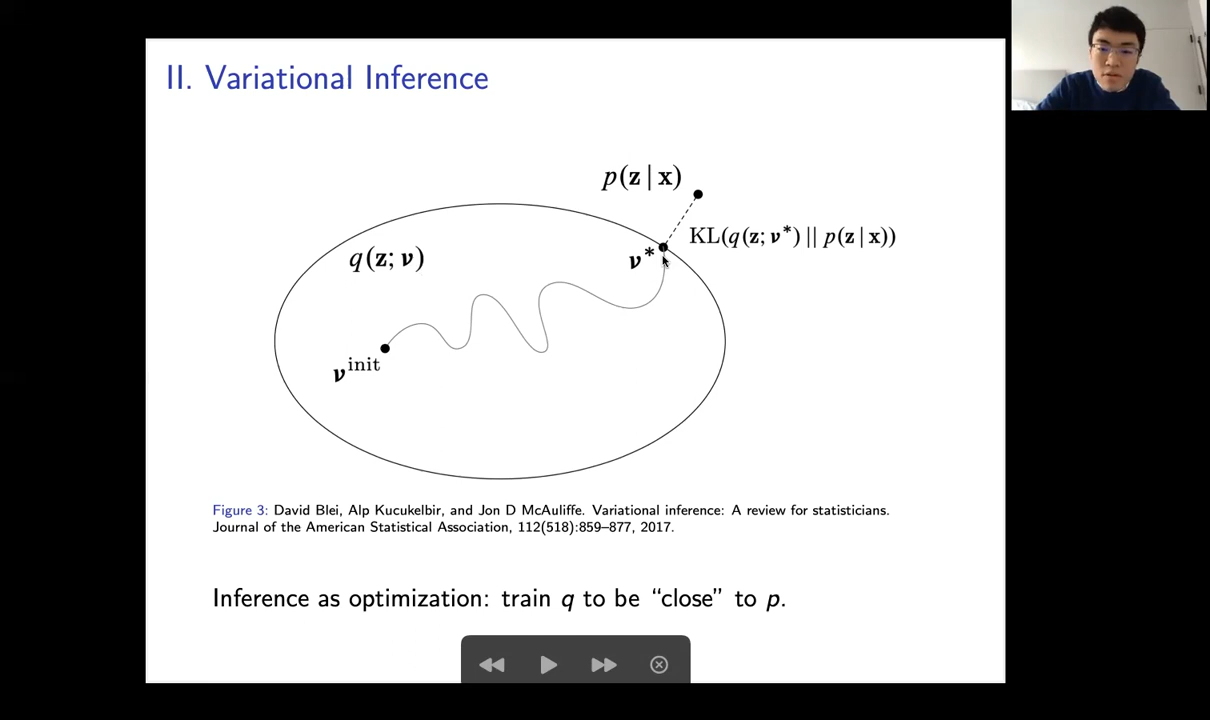 II. Variational Inference
p(z | x)
KL(q(z; ν*) || p(z | x))
q(z; ν)
ν*
ν^init
Figure 3: David Blei, Alp Kucukelbir, and Jon D McAuliffe. Variational inference: A review for statisticians.
Journal of the American Statistical Association, 112(518):859–877, 2017.
Inference as optimization: train q to be “close” to p.